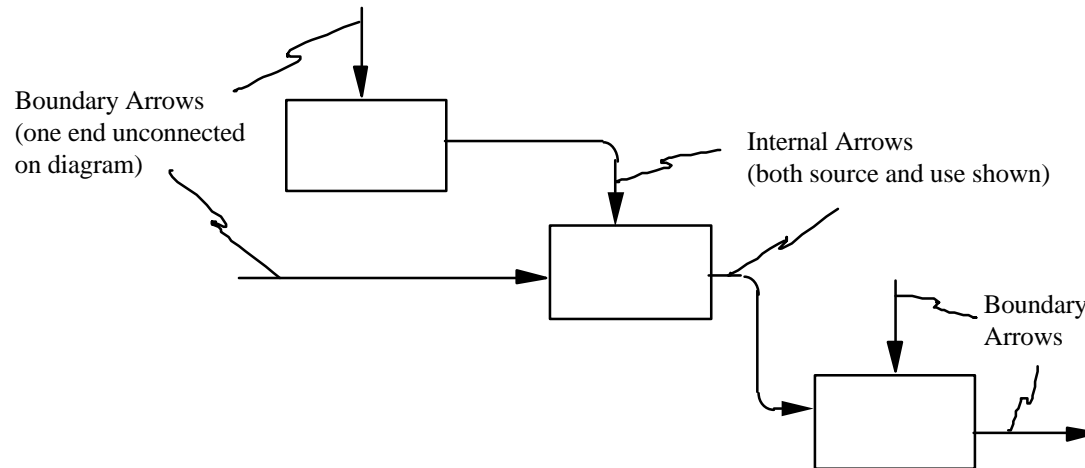 Boundary Arrows
(one end unconnected
on diagram)
Internal Arrows
(both source and use shown)
Boundary
Arrows